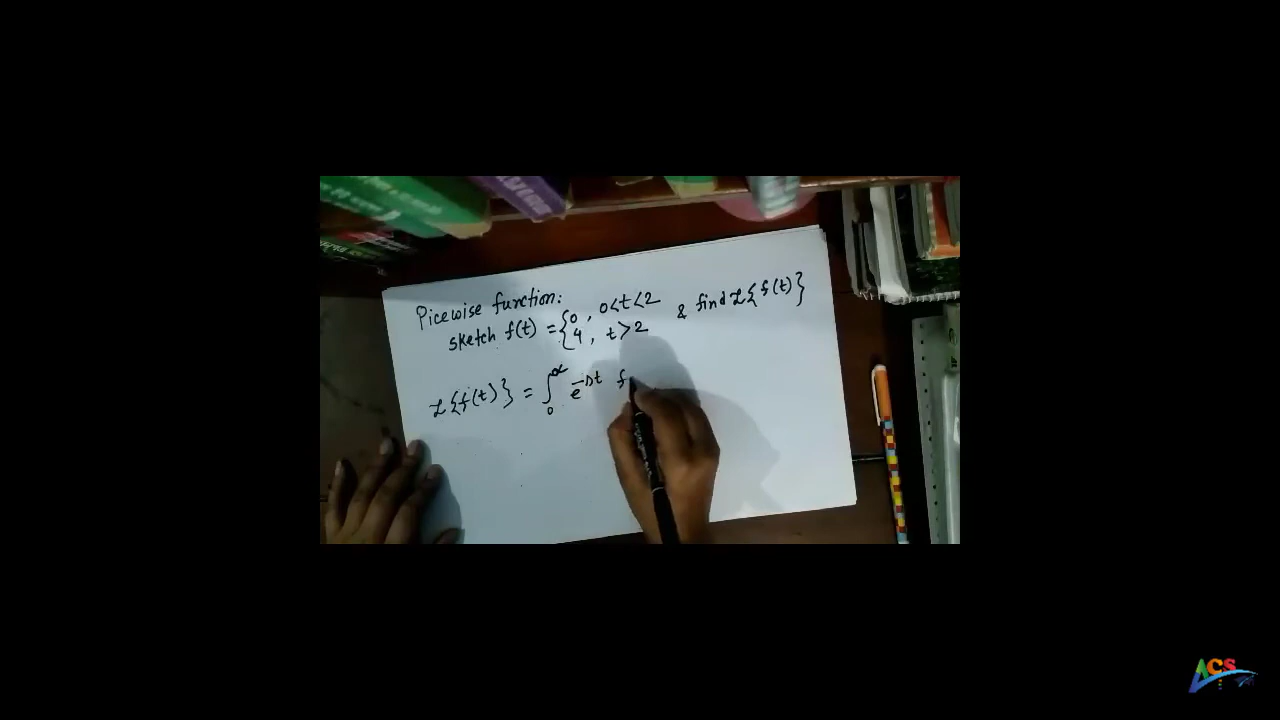 Picewise function:
sketch f(t) = { 0 , 0<t<2 & find L{f(t)}
4 , t>2
L{f(t)} = ∫₀^∝ e^-st f
ACS